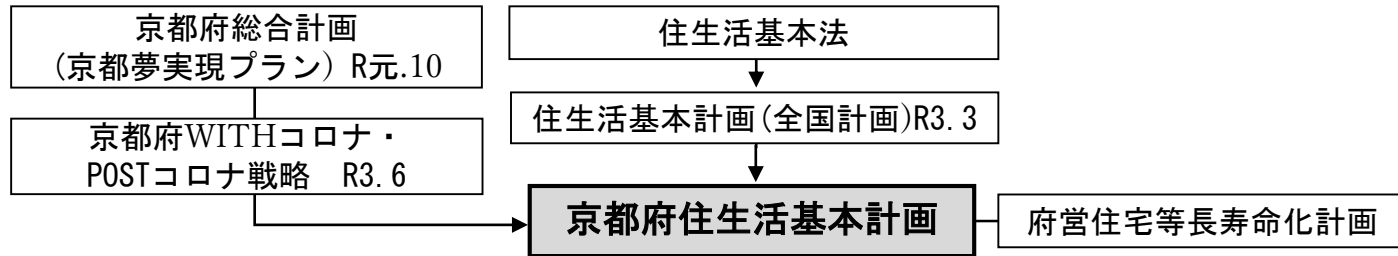 京都府総合計画
(京都夢実現プラン) R元.10
京都府WITHコロナ・
POSTコロナ戦略　R3.6
住生活基本法
住生活基本計画(全国計画)R3.3
京都府住生活基本計画
府営住宅等長寿命化計画